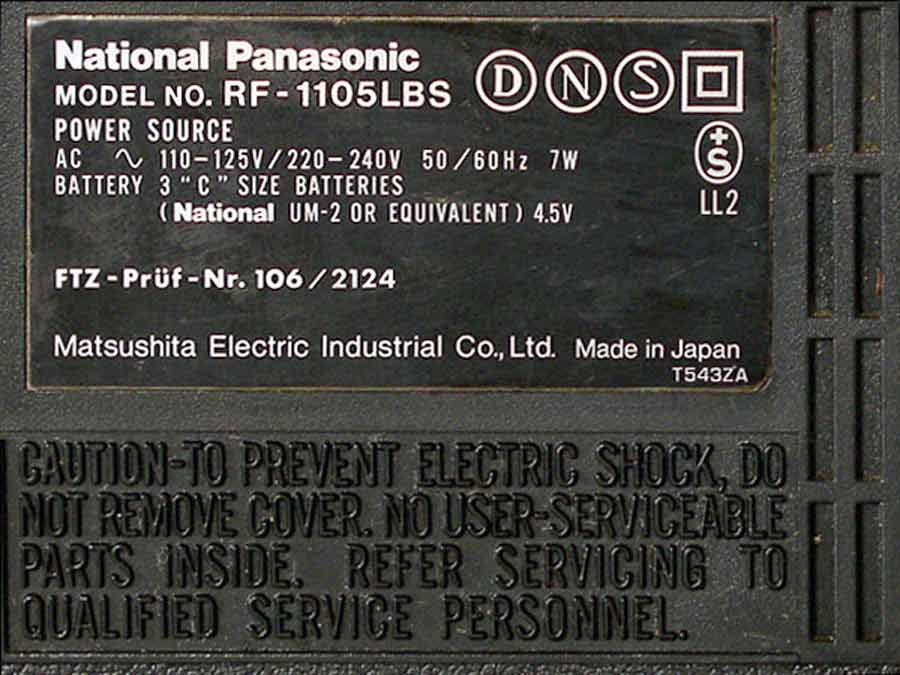 National Panasonic
MODEL NO. RF-1105LBS
D N S
POWER SOURCE
AC ∿ 110-125V/220-240V 50/60Hz 7W
BATTERY 3 "C" SIZE BATTERIES
(National UM-2 OR EQUIVALENT) 4.5V
+S
LL2
FTZ-Prüf-Nr. 106/2124
Matsushita Electric Industrial Co., Ltd. Made in Japan
T543ZA
CAUTION-TO PREVENT ELECTRIC SHOCK, DO
NOT REMOVE COVER. NO USER-SERVICEABLE
PARTS INSIDE. REFER SERVICING TO
QUALIFIED SERVICE PERSONNEL.